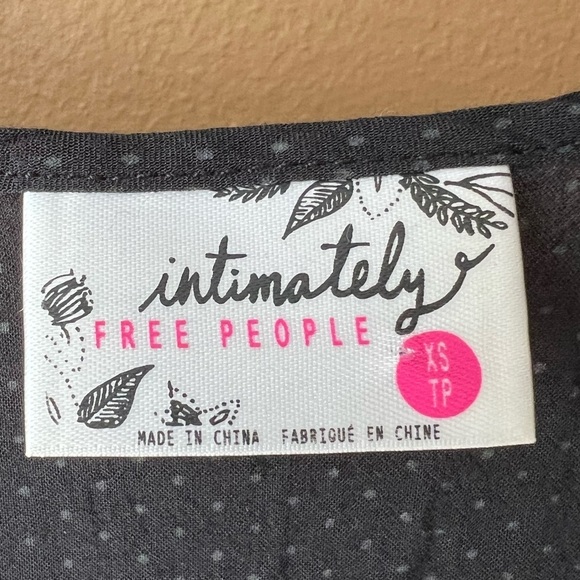 intimately
FREE PEOPLE
XS
TP
MADE IN CHINA FABRIQUÉ EN CHINE